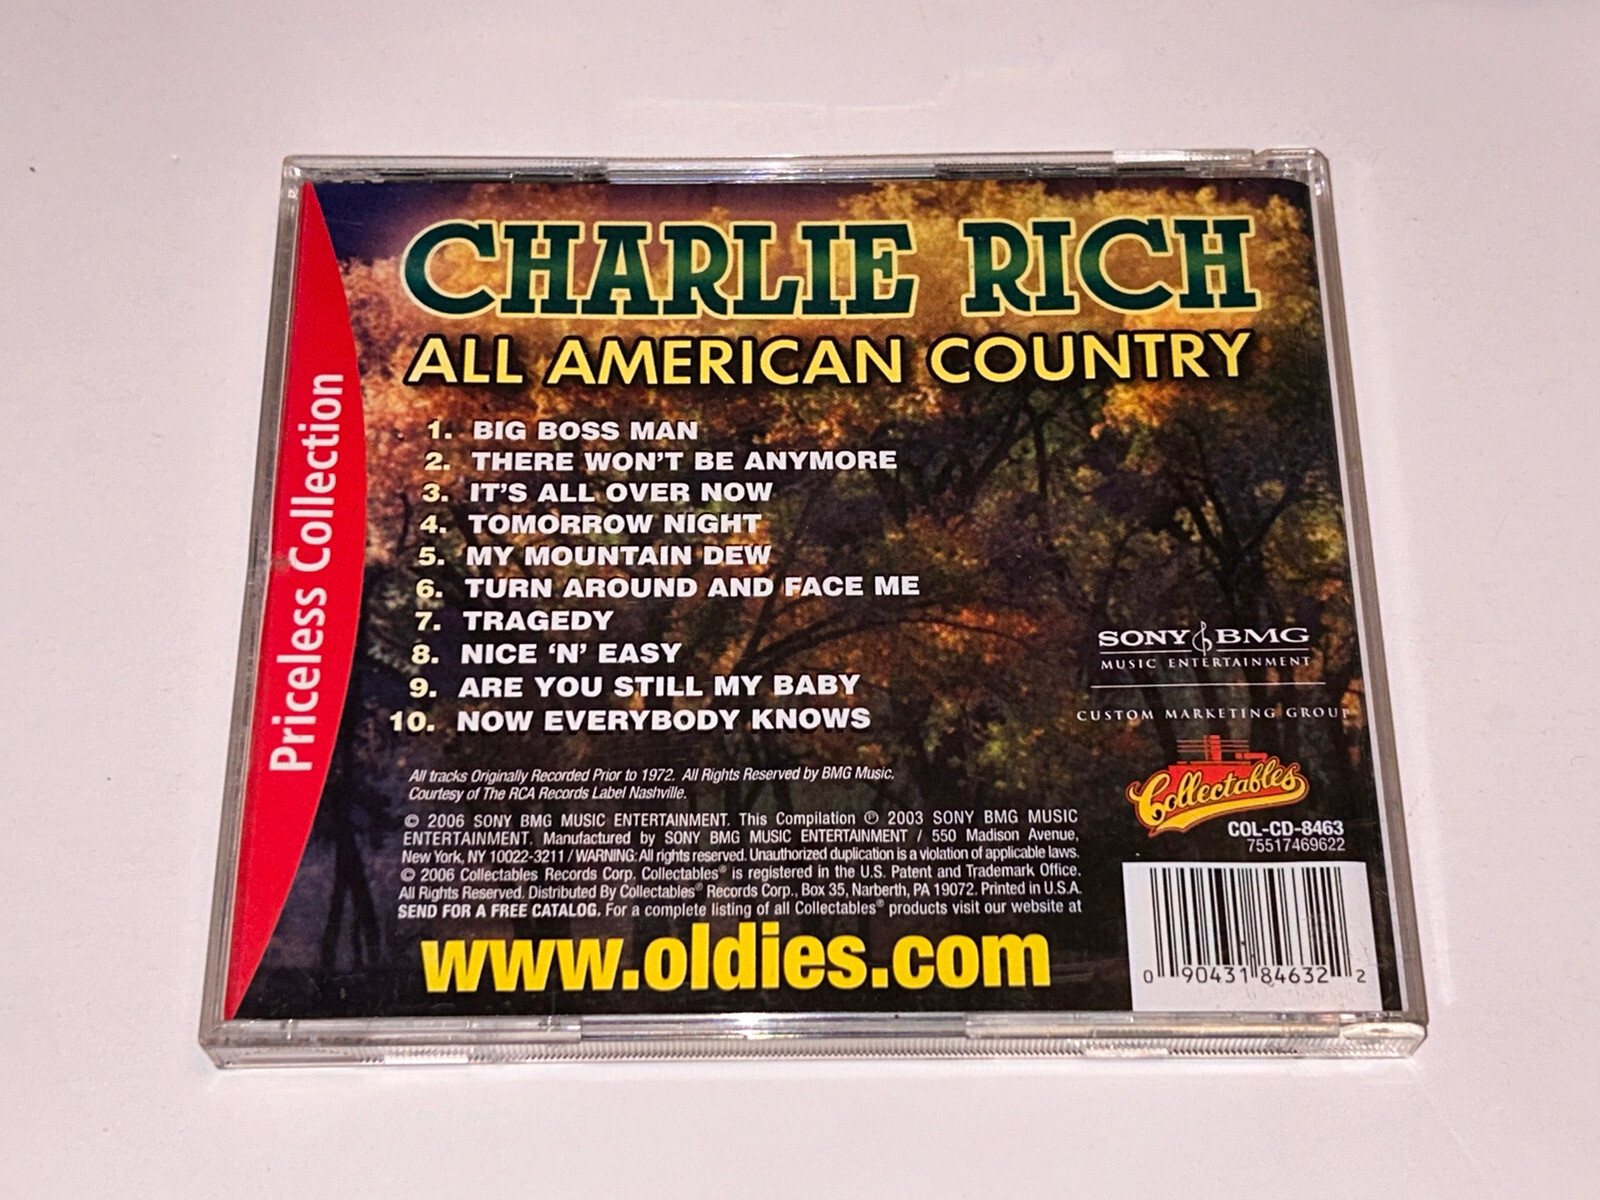 CHARLIE RICH
ALL AMERICAN COUNTRY
Priceless Collection
1. BIG BOSS MAN
2. THERE WON'T BE ANYMORE
3. IT'S ALL OVER NOW
4. TOMORROW NIGHT
5. MY MOUNTAIN DEW
6. TURN AROUND AND FACE ME
7. TRAGEDY
8. NICE 'N' EASY
9. ARE YOU STILL MY BABY
10. NOW EVERYBODY KNOWS
SONY BMG
MUSIC ENTERTAINMENT
CUSTOM MARKETING GROUP
All tracks Originally Recorded Prior to 1972. All Rights Reserved by BMG Music.
Courtesy of The RCA Records Label Nashville.
© 2006 SONY BMG MUSIC ENTERTAINMENT. This Compilation ℗ 2003 SONY BMG MUSIC
ENTERTAINMENT. Manufactured by SONY BMG MUSIC ENTERTAINMENT / 550 Madison Avenue,
New York, NY 10022-3211 / WARNING: All rights reserved. Unauthorized duplication is a violation of applicable laws.
© 2006 Collectables Records Corp. Collectables® is registered in the U.S. Patent and Trademark Office.
All Rights Reserved. Distributed By Collectables® Records Corp., Box 35, Narberth, PA 19072. Printed in U.S.A.
SEND FOR A FREE CATALOG. For a complete listing of all Collectables® products visit our website at
www.oldies.com
Collectables
COL-CD-8463
75517469622
0 90431 84632 2